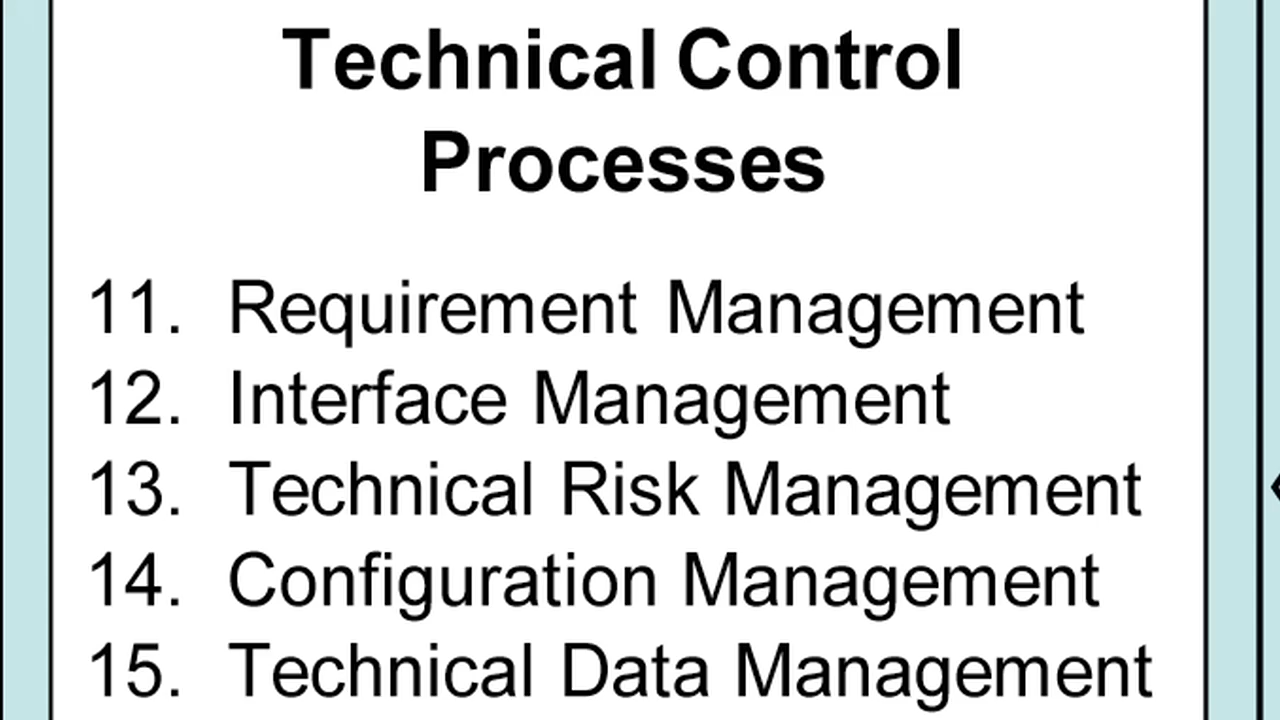 Technical Control
Processes
11. Requirement Management
12. Interface Management
13. Technical Risk Management
14. Configuration Management
15. Technical Data Management